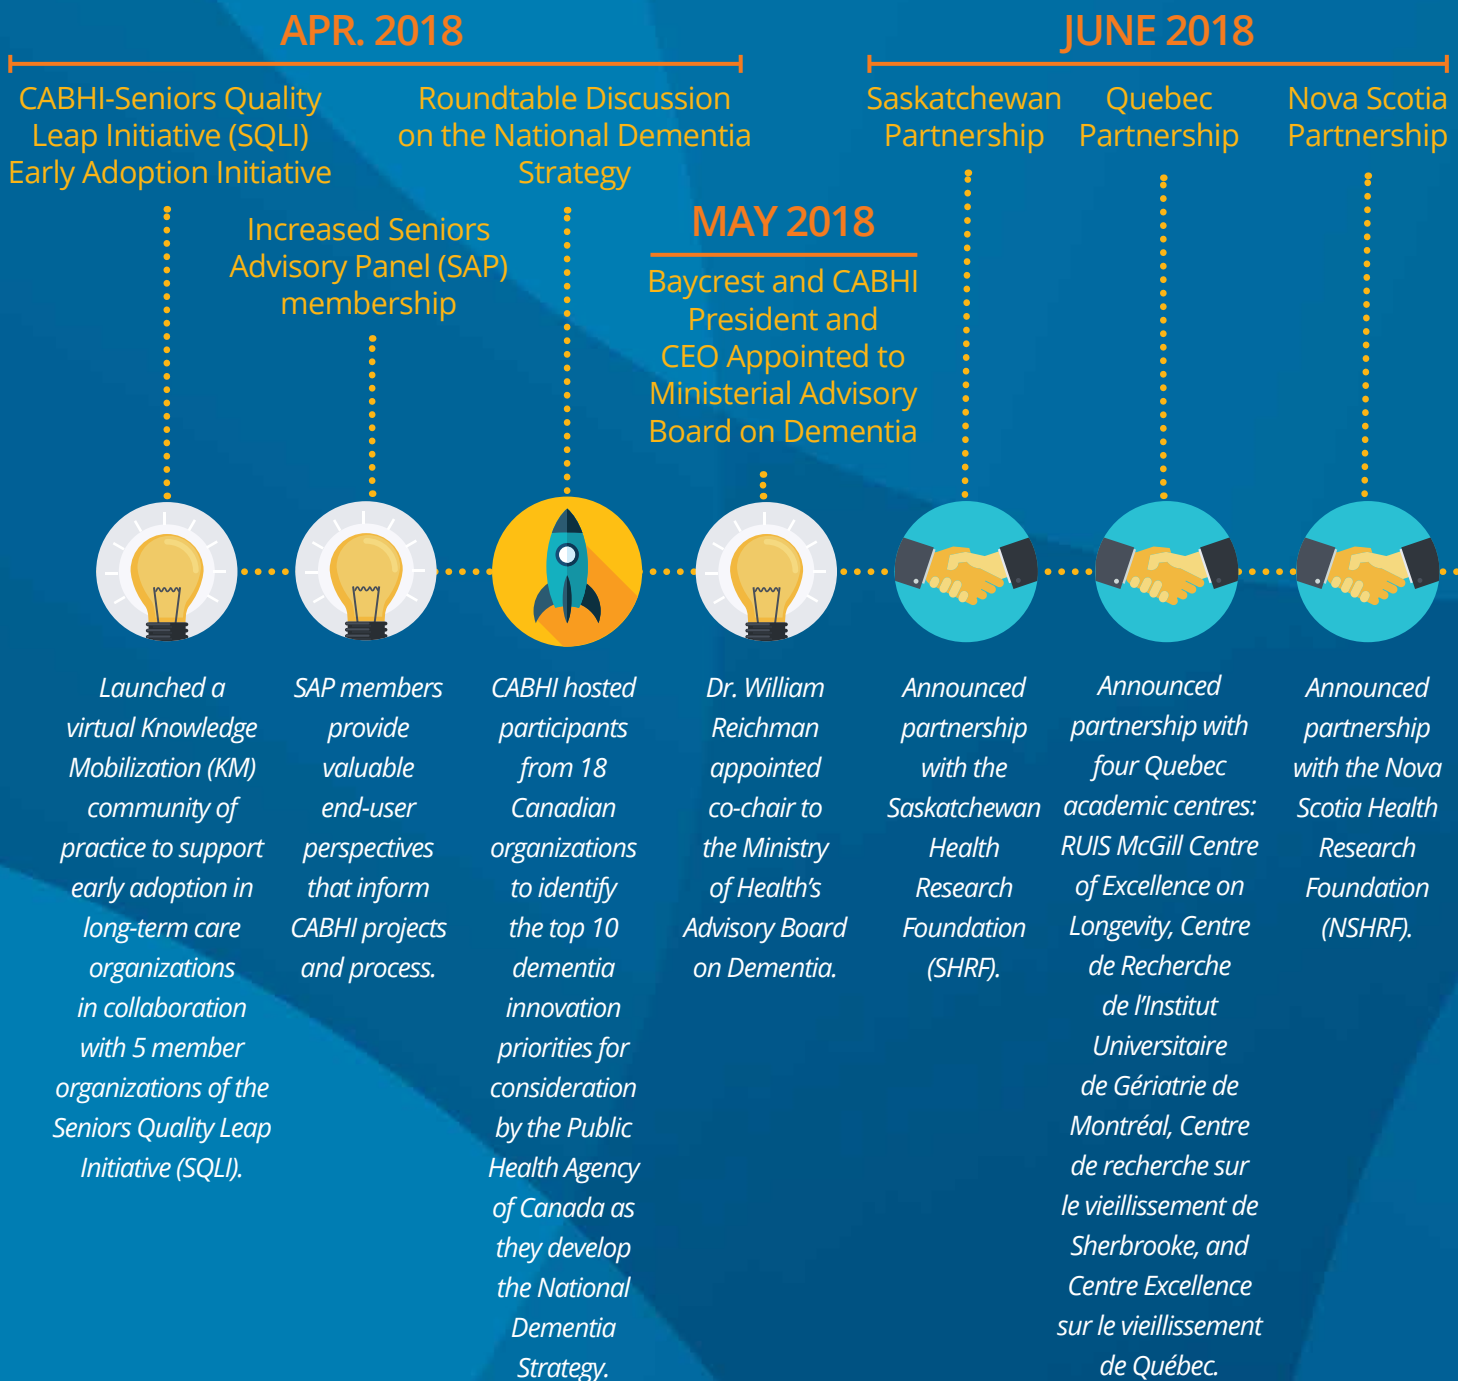 APR. 2018
CABHI-Seniors Quality
Leap Initiative (SQLI)
Early Adoption Initiative
Increased Seniors
Advisory Panel (SAP)
membership
Roundtable Discussion
on the National Dementia
Strategy
MAY 2018
Baycrest and CABHI
President and
CEO Appointed to
Ministerial Advisory
Board on Dementia
JUNE 2018
Saskatchewan
Partnership
Quebec
Partnership
Nova Scotia
Partnership
Launched a
virtual Knowledge
Mobilization (KM)
community of
practice to support
early adoption in
long-term care
organizations
in collaboration
with 5 member
organizations of the
Seniors Quality Leap
Initiative (SQLI).
SAP members
provide
valuable
end-user
perspectives
that inform
CABHI projects
and process.
CABHI hosted
participants
from 18
Canadian
organizations
to identify
the top 10
dementia
innovation
priorities for
consideration
by the Public
Health Agency
of Canada as
they develop
the National
Dementia
Strategy.
Dr. William
Reichman
appointed
co-chair to
the Ministry
of Health's
Advisory Board
on Dementia.
Announced
partnership
with the
Saskatchewan
Health
Research
Foundation
(SHRF).
Announced
partnership with
four Quebec
academic centres:
RUIS McGill Centre
of Excellence on
Longevity, Centre
de Recherche
de l'Institut
Universitaire
de Gériatrie de
Montréal, Centre
de recherche sur
le vieillissement de
Sherbrooke, and
Centre Excellence
sur le vieillissement
de Québec.
Announced
partnership
with the Nova
Scotia Health
Research
Foundation
(NSHRF).